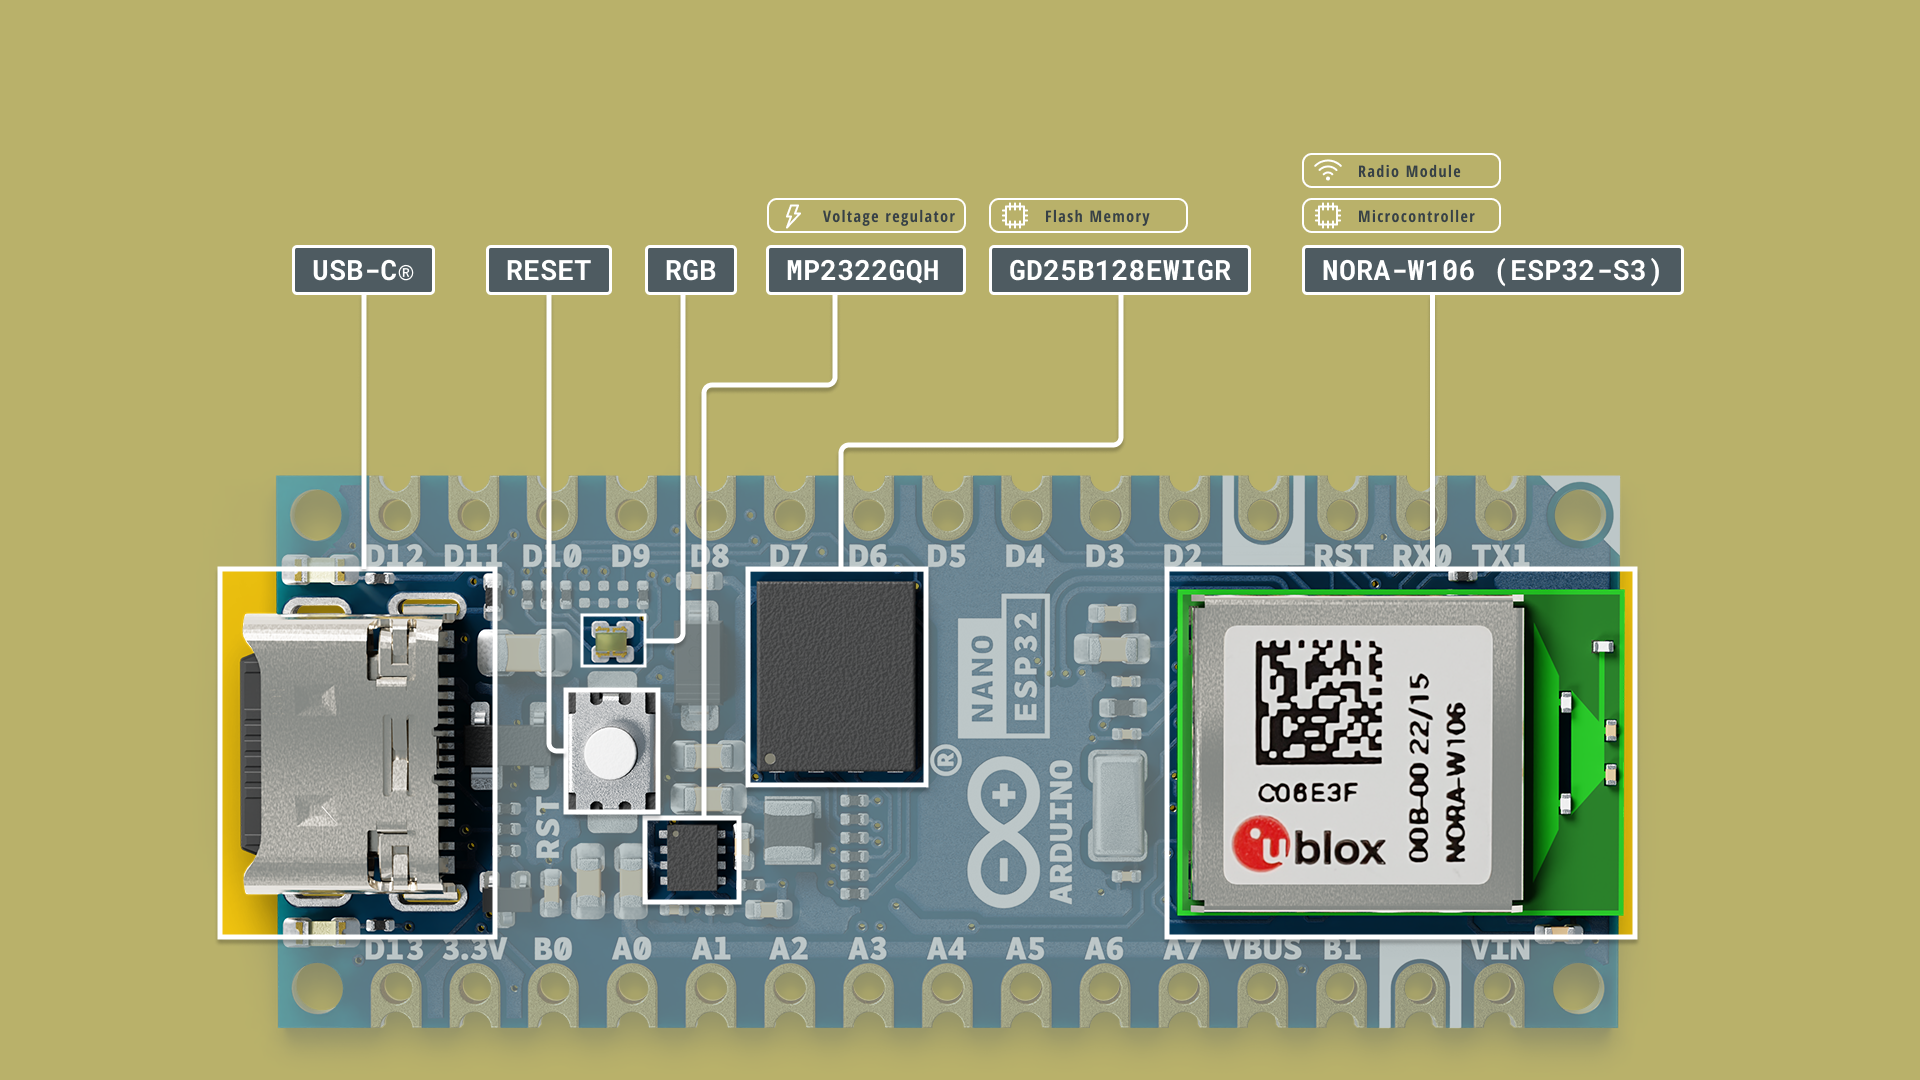 Radio Module
Voltage regulator
Flash Memory
Microcontroller
USB-C®
RESET
RGB
MP2322GQH
GD25B128EWIGR
NORA-W106 (ESP32-S3)
D12 D11 D10 D9 D8 D7 D6 D5 D4 D3 D2 RST RX0 TX1
NANO
ESP32
®
ARDUINO
RST
C06E3F
ublox
00B-00 22/15
NORA-W106
D13 3.3V B0 A0 A1 A2 A3 A4 A5 A6 A7 VBUS B1 VIN